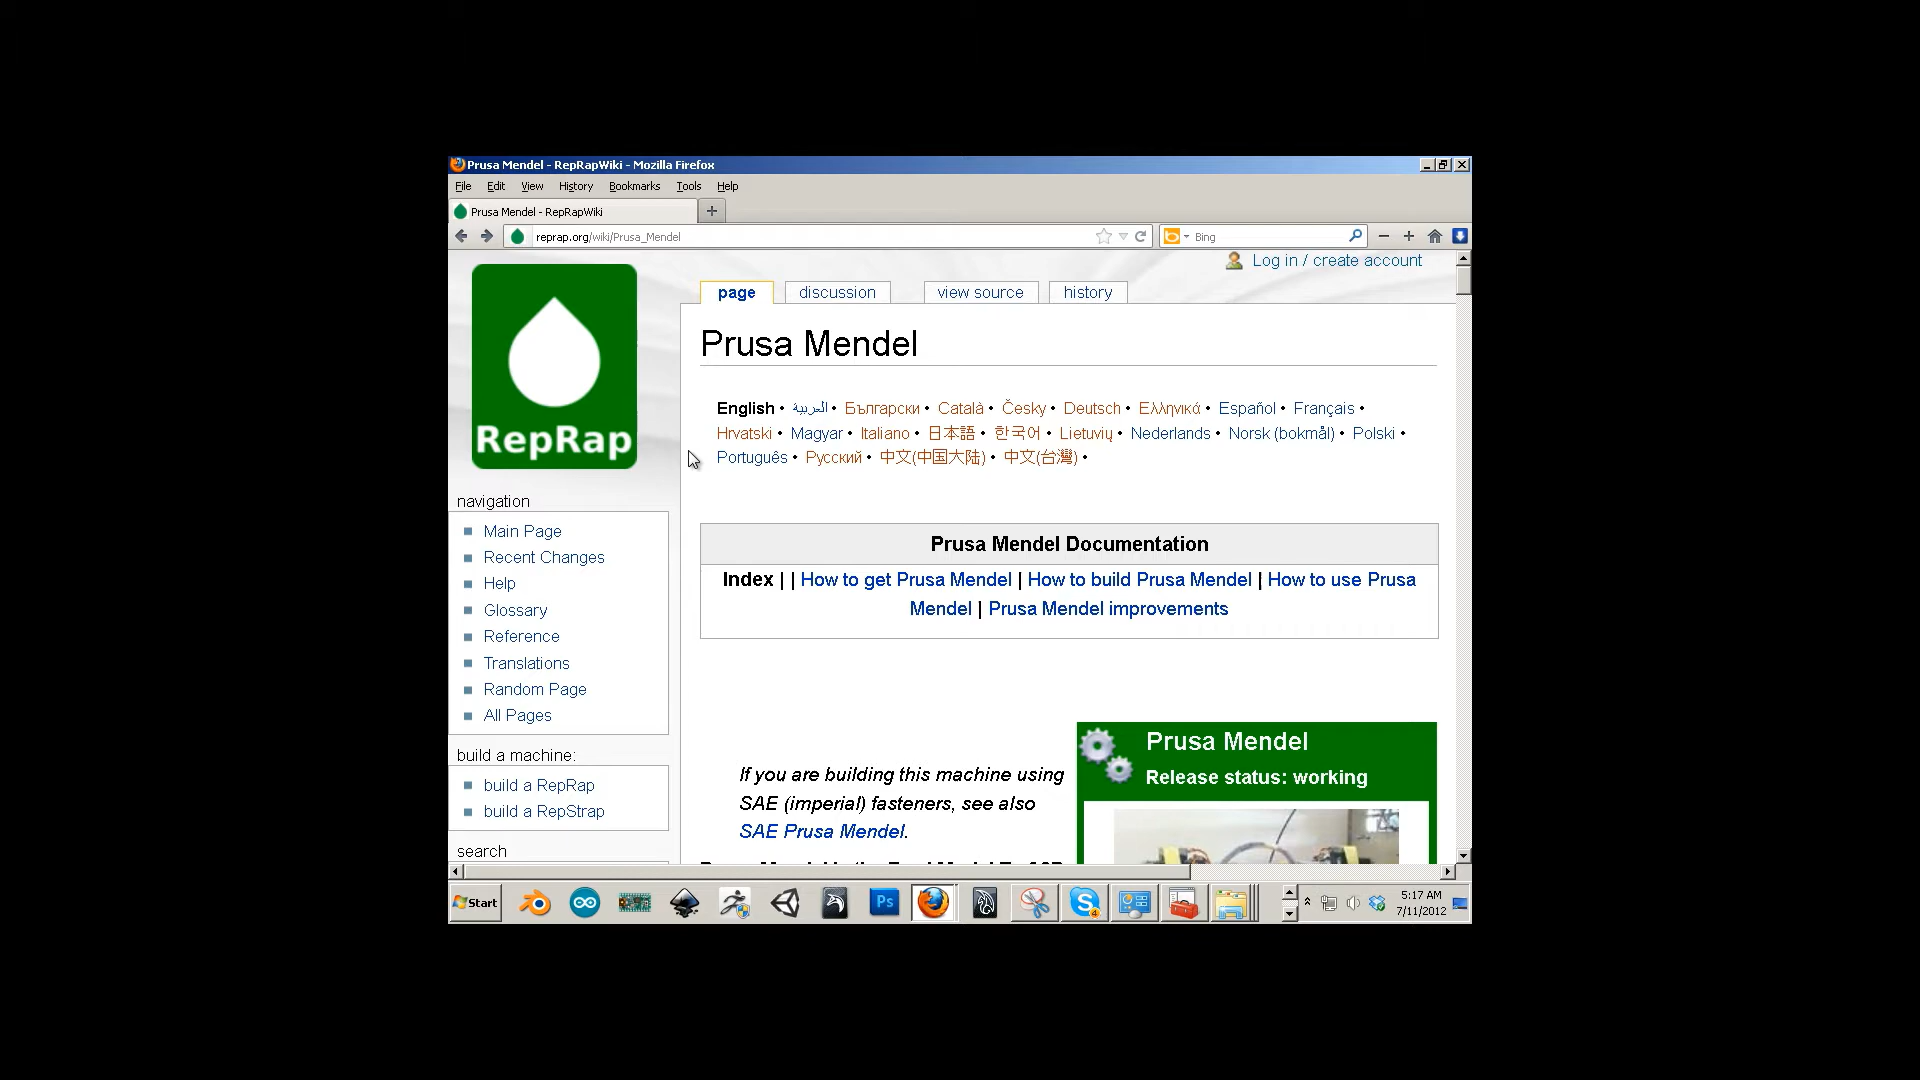 Prusa Mendel - RepRapWiki - Mozilla Firefox
File Edit View History Bookmarks Tools Help
Prusa Mendel - RepRapWiki
reprap.org/wiki/Prusa_Mendel
Bing
Log in / create account
page discussion view source history
RepRap
Prusa Mendel
English • العربية • Български • Català • Česky • Deutsch • Ελληνικά • Español • Français •
Hrvatski • Magyar • Italiano • 日本語 • 한국어 • Lietuvių • Nederlands • Norsk (bokmål) • Polski •
Português • Русский • 中文(中国大陆) • 中文(台灣) •
navigation
Main Page
Recent Changes
Help
Glossary
Reference
Translations
Random Page
All Pages
build a machine:
build a RepRap
build a RepStrap
search
Prusa Mendel Documentation
Index | | How to get Prusa Mendel | How to build Prusa Mendel | How to use Prusa
Mendel | Prusa Mendel improvements
If you are building this machine using
SAE (imperial) fasteners, see also
SAE Prusa Mendel.
Prusa Mendel
Release status: working
Start
Ps
4
5:17 AM
7/11/2012